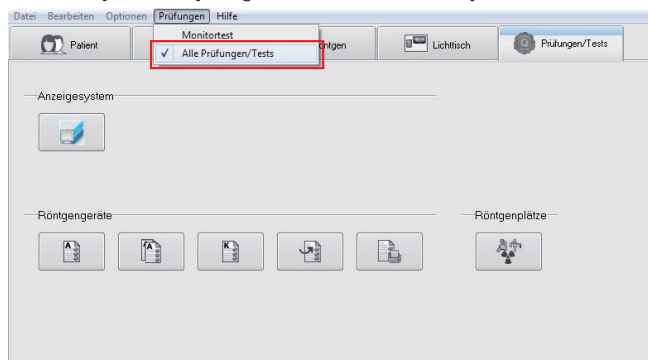 Datei Bearbeiten Optionen Prüfungen Hilfe
Monitortest
Patient
ntgen
Lichttisch
Prüfungen/Tests
✓ Alle Prüfungen/Tests
Anzeigesystem
Röntgengeräte
Röntgenplätze
A
A
K